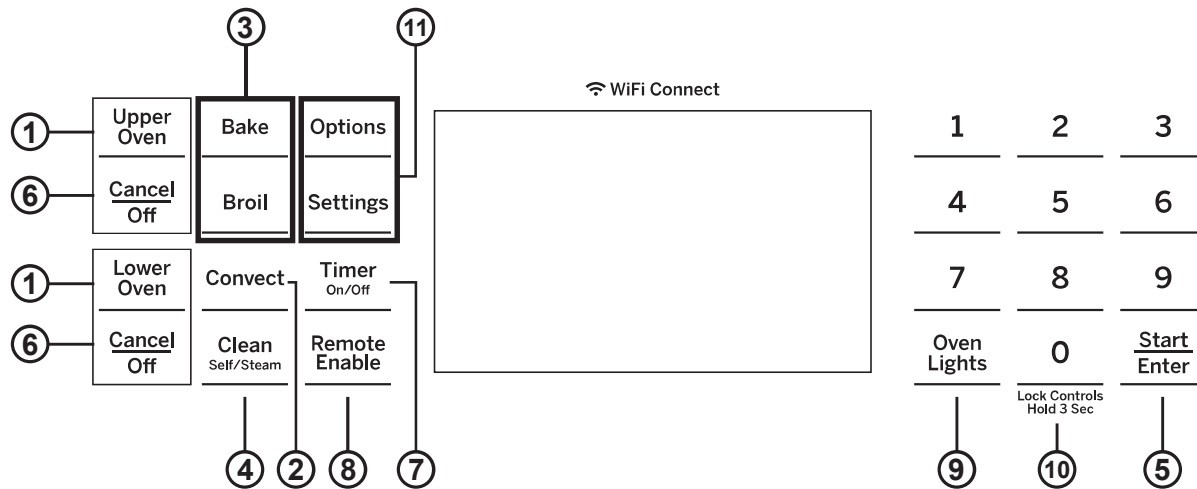 3
11
WiFi Connect
1
Upper
Oven
Bake
Options
1
2
3
6
Cancel
Off
Broil
Settings
4
5
6
1
Lower
Oven
Convect
Timer
On/Off
7
8
9
6
Cancel
Off
Clean
Self/Steam
Remote
Enable
Oven
Lights
0
Start
Enter
Lock Controls
Hold 3 Sec
4
2
8
7
9
10
5